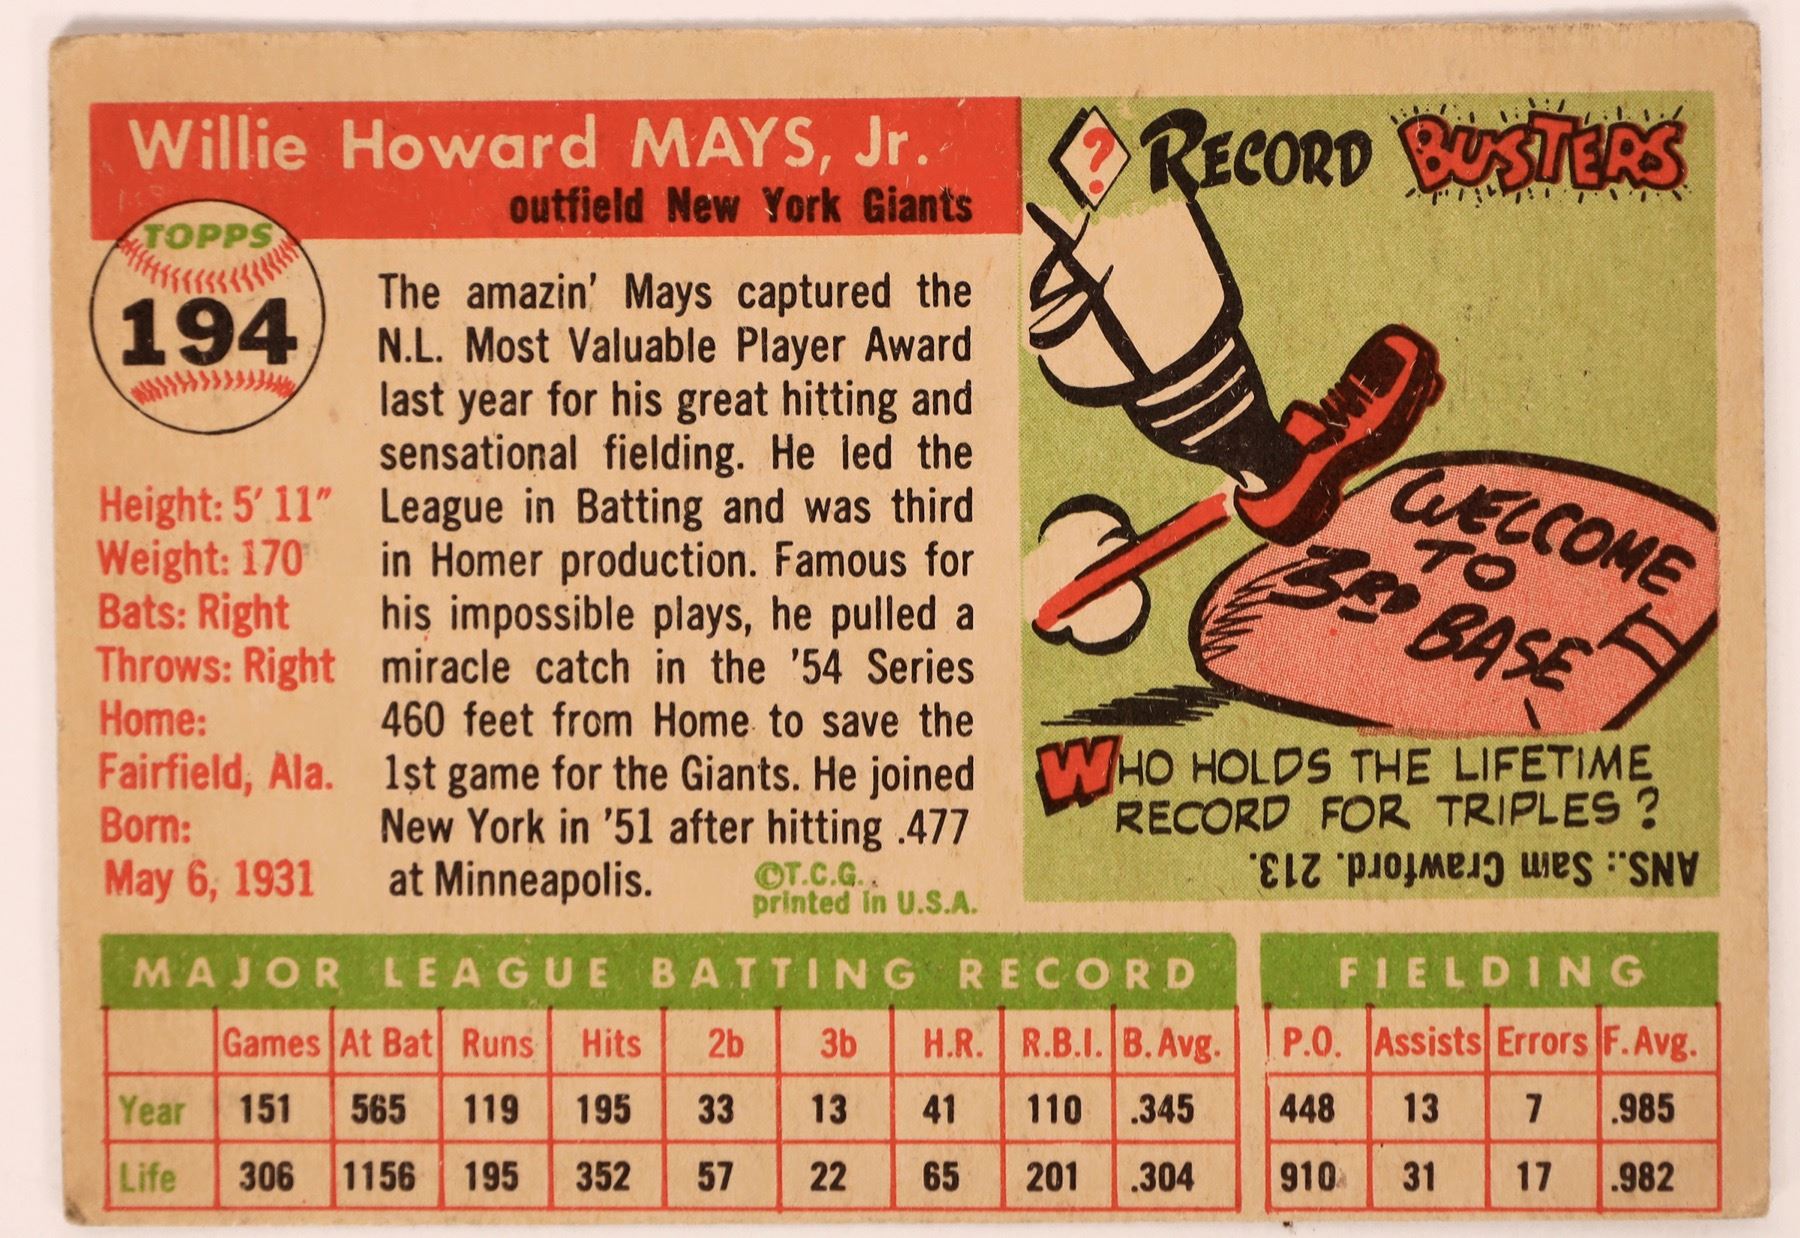 Willie Howard MAYS, Jr.
outfield New York Giants
TOPPS
194
Height: 5' 11"
Weight: 170
Bats: Right
Throws: Right
Home:
Fairfield, Ala.
Born:
May 6, 1931
The amazin' Mays captured the
N.L. Most Valuable Player Award
last year for his great hitting and
sensational fielding. He led the
League in Batting and was third
in Homer production. Famous for
his impossible plays, he pulled a
miracle catch in the '54 Series
460 feet from Home to save the
1st game for the Giants. He joined
New York in '51 after hitting .477
at Minneapolis.
©T.C.G.
printed in U.S.A.
? RECORD BUSTERS
WELCOME
TO
3RD BASE
WHO HOLDS THE LIFETIME
RECORD FOR TRIPLES?
ANS.: Sam Crawford. 213.
MAJOR LEAGUE BATTING RECORD
Games At Bat Runs Hits 2b 3b H.R. R.B.I. B. Avg.
Year 151 565 119 195 33 13 41 110 .345
Life 306 1156 195 352 57 22 65 201 .304
FIELDING
P.O. Assists Errors F. Avg.
448 13 7 .985
910 31 17 .982